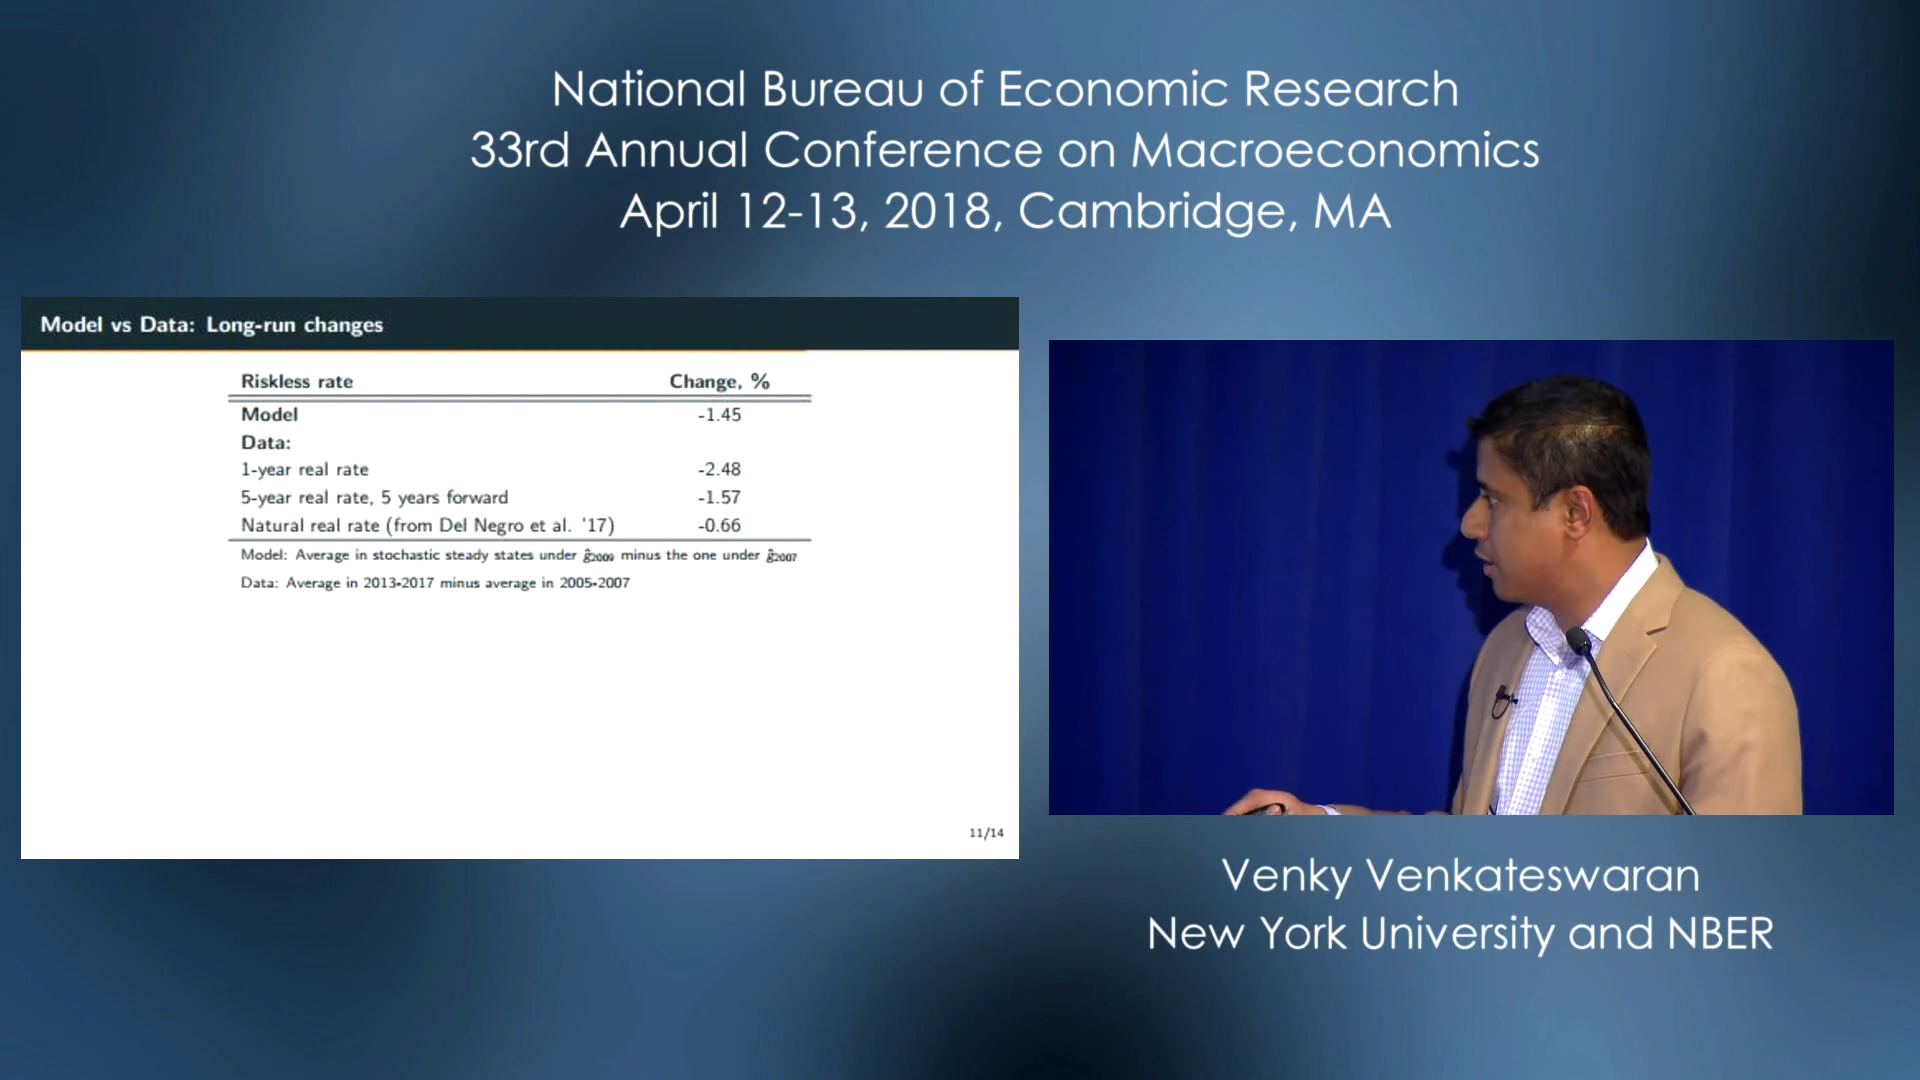 National Bureau of Economic Research
33rd Annual Conference on Macroeconomics
April 12-13, 2018, Cambridge, MA
Model vs Data: Long-run changes
Riskless rate Change, %
Model -1.45
Data:
1-year real rate -2.48
5-year real rate, 5 years forward -1.57
Natural real rate (from Del Negro et al. '17) -0.66
Model: Average in stochastic steady states under ĝ2009 minus the one under ĝ2007
Data: Average in 2013-2017 minus average in 2005-2007
11/14
Venky Venkateswaran
New York University and NBER